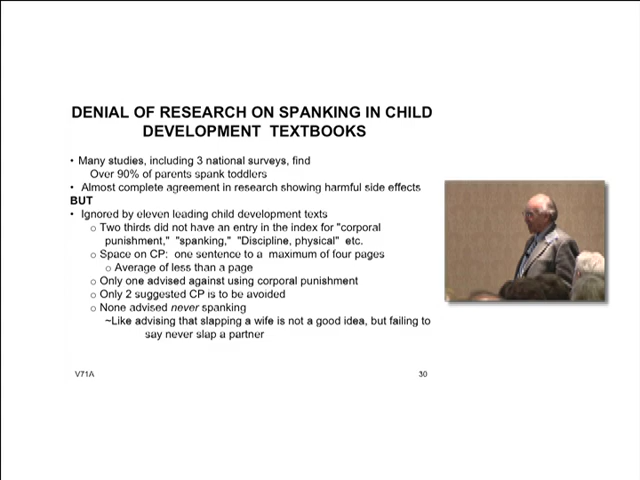 DENIAL OF RESEARCH ON SPANKING IN CHILD
DEVELOPMENT TEXTBOOKS
• Many studies, including 3 national surveys, find
Over 90% of parents spank toddlers
• Almost complete agreement in research showing harmful side effects
BUT
• Ignored by eleven leading child development texts
o Two thirds did not have an entry in the index for "corporal
punishment," "spanking," "Discipline, physical" etc.
o Space on CP: one sentence to a maximum of four pages
o Average of less than a page
o Only one advised against using corporal punishment
o Only 2 suggested CP is to be avoided
o None advised never spanking
~Like advising that slapping a wife is not a good idea, but failing to
say never slap a partner
V71A
30